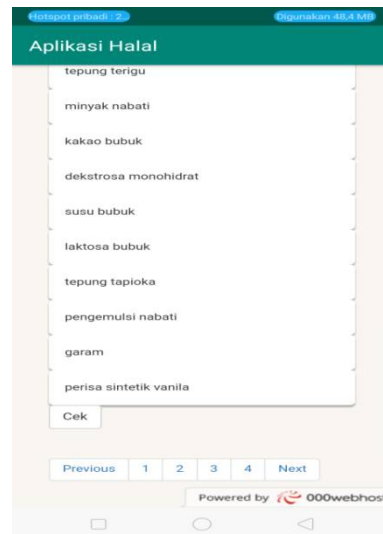 Hotspot pribadi : 2... Digunakan 48,4 MB
Aplikasi Halal
tepung terigu
minyak nabati
kakao bubuk
dekstrosa monohidrat
susu bubuk
laktosa bubuk
tepung tapioka
pengemulsi nabati
garam
perisa sintetik vanila
Cek
Previous 1 2 3 4 Next
Powered by 000webhos